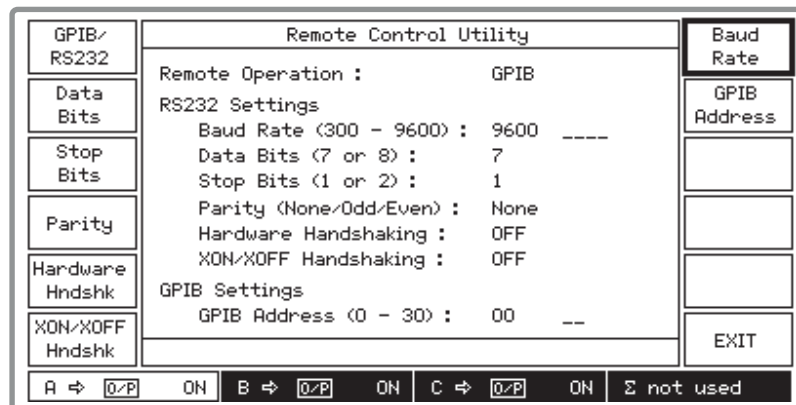 GPIB/
RS232
Data
Bits
Stop
Bits
Parity
Hardware
Hndshk
XON/XOFF
Hndshk
Remote Control Utility
Remote Operation : GPIB
RS232 Settings
Baud Rate (300 - 9600) : 9600 ____
Data Bits (7 or 8) : 7
Stop Bits (1 or 2) : 1
Parity (None/Odd/Even) : None
Hardware Handshaking : OFF
XON/XOFF Handshaking : OFF
GPIB Settings
GPIB Address (0 - 30) : 00 __
Baud
Rate
GPIB
Address
EXIT
A ⇨ O/P ON B ⇨ O/P ON C ⇨ O/P ON Σ not used